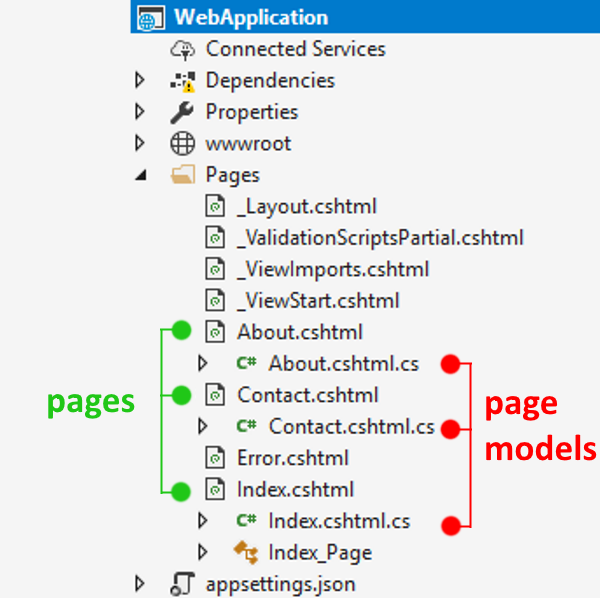 WebApplication
Connected Services
Dependencies
Properties
wwwroot
Pages
_Layout.cshtml
_ValidationScriptsPartial.cshtml
_ViewImports.cshtml
_ViewStart.cshtml
About.cshtml
C# About.cshtml.cs
pages
Contact.cshtml
C# Contact.cshtml.cs
page
models
Error.cshtml
Index.cshtml
C# Index.cshtml.cs
Index_Page
appsettings.json